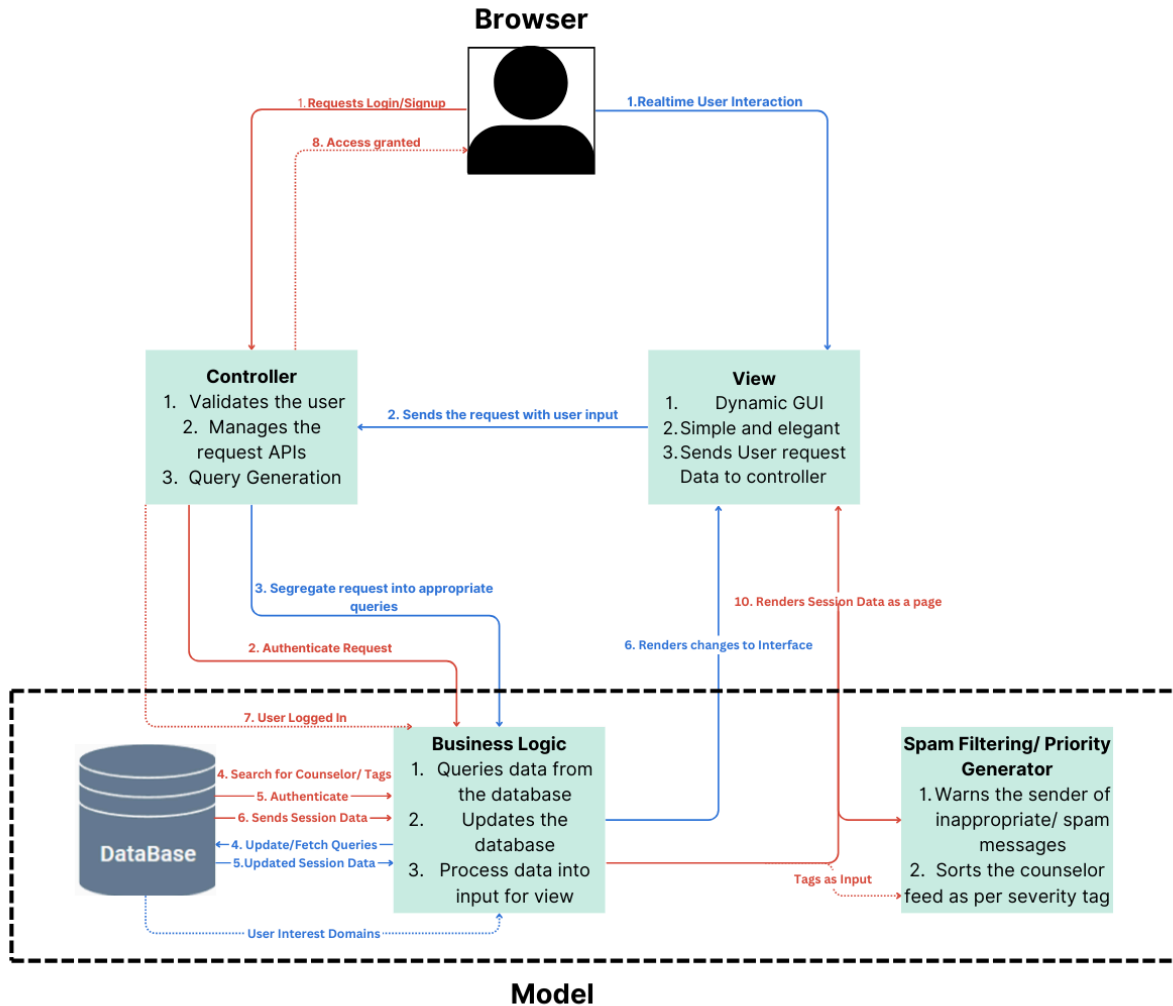 Browser
1.Requests Login/Signup
1.Realtime User Interaction
8. Access granted
Controller
1. Validates the user
2. Manages the
request APIs
3. Query Generation
2. Sends the request with user input
View
1. Dynamic GUI
2. Simple and elegant
3. Sends User request
Data to controller
3. Segregate request into appropriate
queries
10. Renders Session Data as a page
2. Authenticate Request
6. Renders changes to Interface
7. User Logged In
DataBase
4. Search for Counselor/ Tags
5. Authenticate
6. Sends Session Data
4. Update/Fetch Queries
5.Updated Session Data
User Interest Domains
Business Logic
1. Queries data from
the database
2. Updates the
database
3. Process data into
input for view
Tags as Input
Spam Filtering/ Priority
Generator
1. Warns the sender of
inappropriate/ spam
messages
2. Sorts the counselor
feed as per severity tag
Model